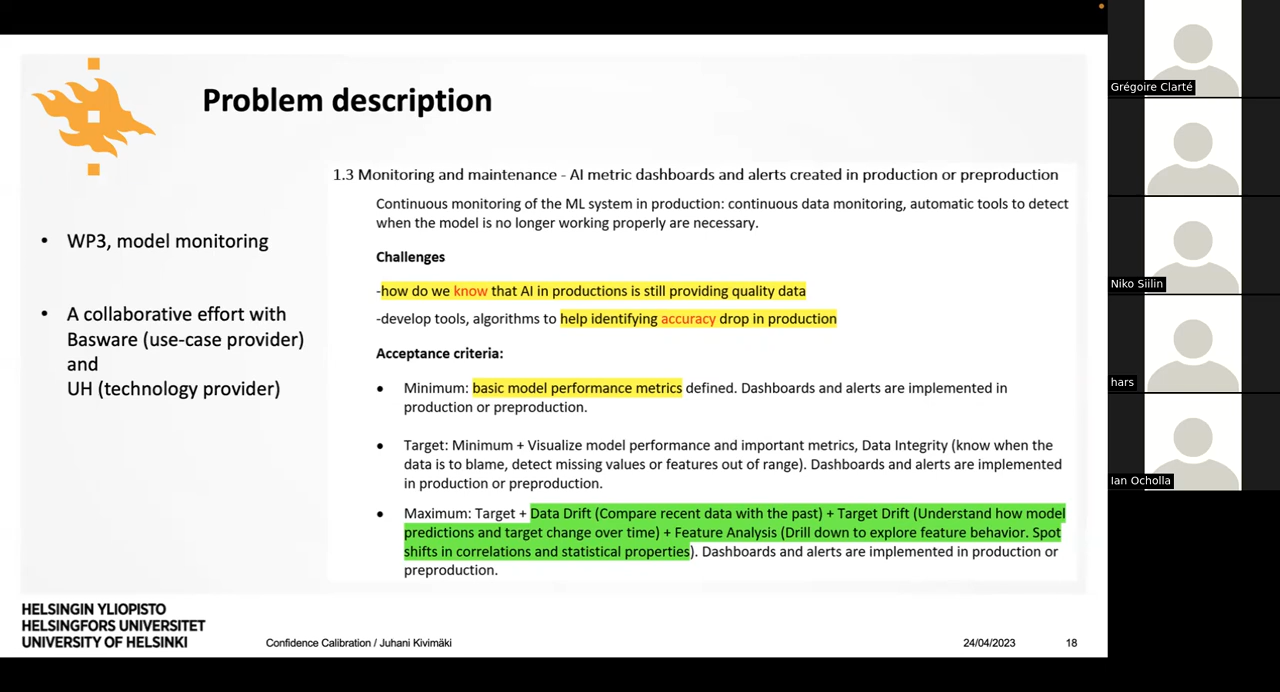 Problem description
1.3 Monitoring and maintenance - AI metric dashboards and alerts created in production or preproduction
Continuous monitoring of the ML system in production: continuous data monitoring, automatic tools to detect
when the model is no longer working properly are necessary.
Challenges
-how do we know that AI in productions is still providing quality data
-develop tools, algorithms to help identifying accuracy drop in production
Acceptance criteria:
• Minimum: basic model performance metrics defined. Dashboards and alerts are implemented in
production or preproduction.
• Target: Minimum + Visualize model performance and important metrics, Data Integrity (know when the
data is to blame, detect missing values or features out of range). Dashboards and alerts are implemented
in production or preproduction.
• Maximum: Target + Data Drift (Compare recent data with the past) + Target Drift (Understand how model
predictions and target change over time) + Feature Analysis (Drill down to explore feature behavior. Spot
shifts in correlations and statistical properties). Dashboards and alerts are implemented in production or
preproduction.
• WP3, model monitoring
• A collaborative effort with
Basware (use-case provider)
and
UH (technology provider)
HELSINGIN YLIOPISTO
HELSINGFORS UNIVERSITET
UNIVERSITY OF HELSINKI
Confidence Calibration / Juhani Kivimäki
24/04/2023
18
Grégoire Clarté
Niko Siilin
hars
Ian Ocholla